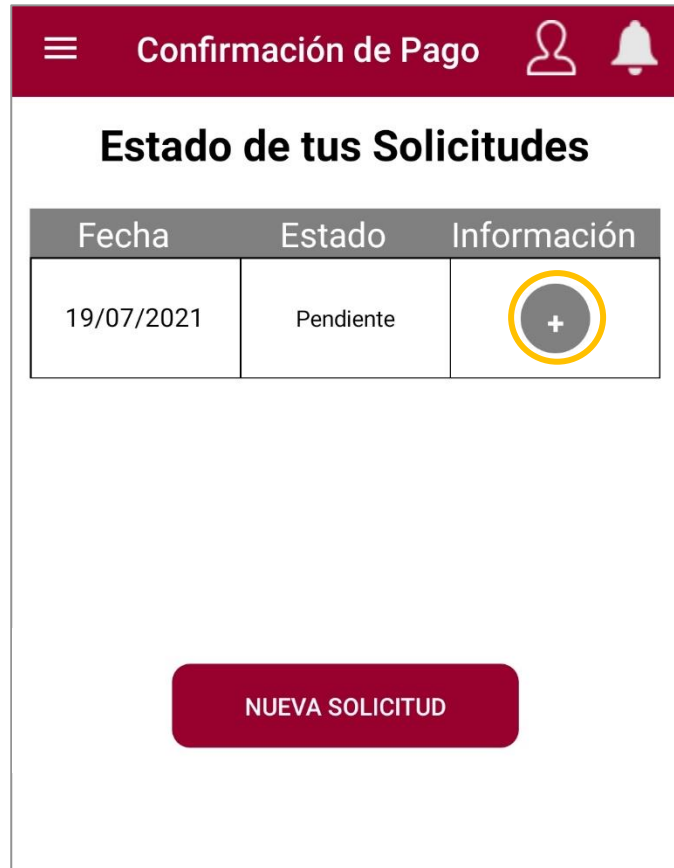 Confirmación de Pago
Estado de tus Solicitudes
Fecha Estado Información
19/07/2021 Pendiente +
NUEVA SOLICITUD